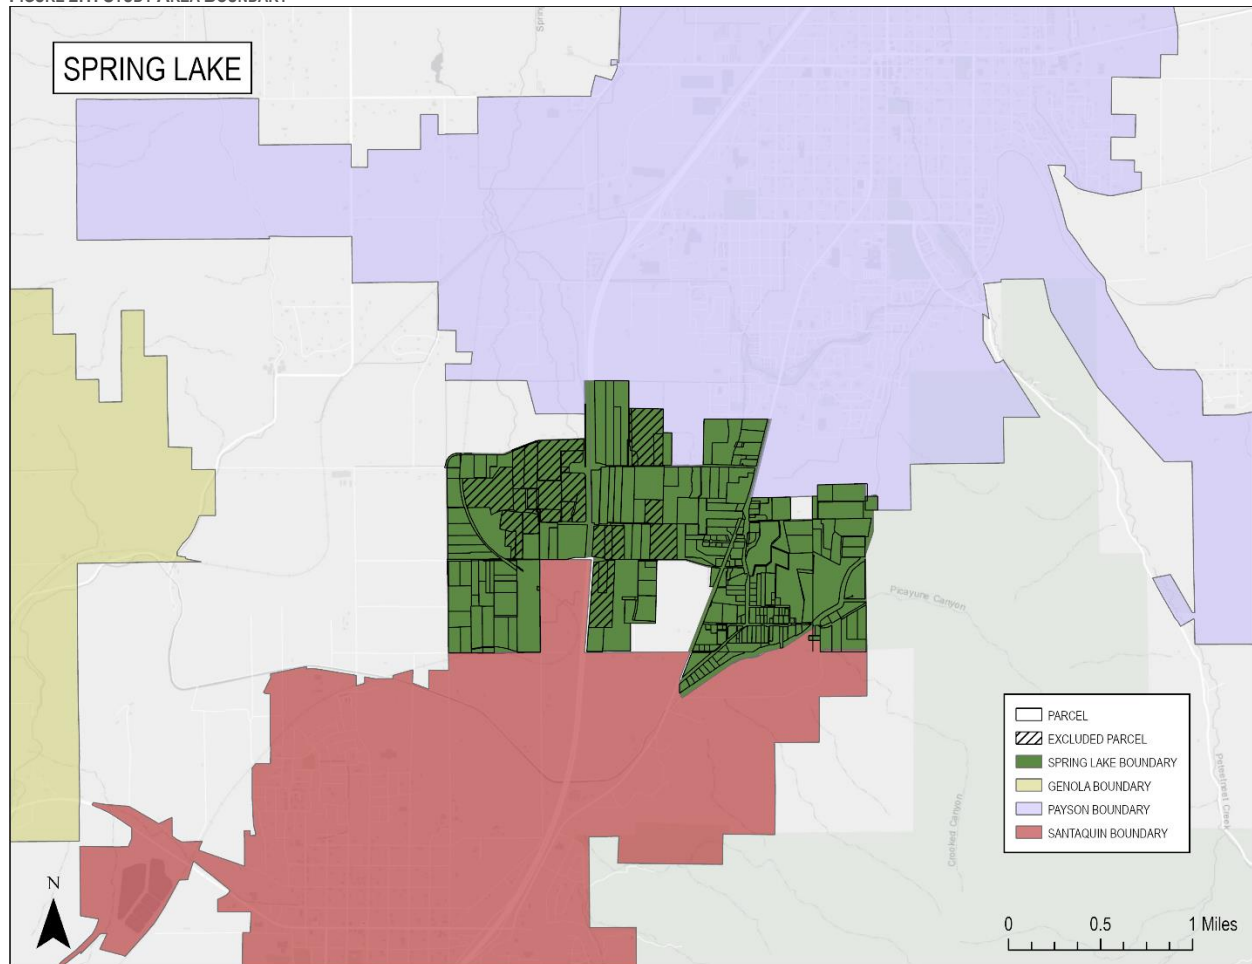 SPRING LAKE
Spring
Picayune Canyon
Crooked Canyon
Peteetneet Creek
PARCEL
EXCLUDED PARCEL
SPRING LAKE BOUNDARY
GENOLA BOUNDARY
PAYSON BOUNDARY
SANTAQUIN BOUNDARY
N
0 0.5 1 Miles